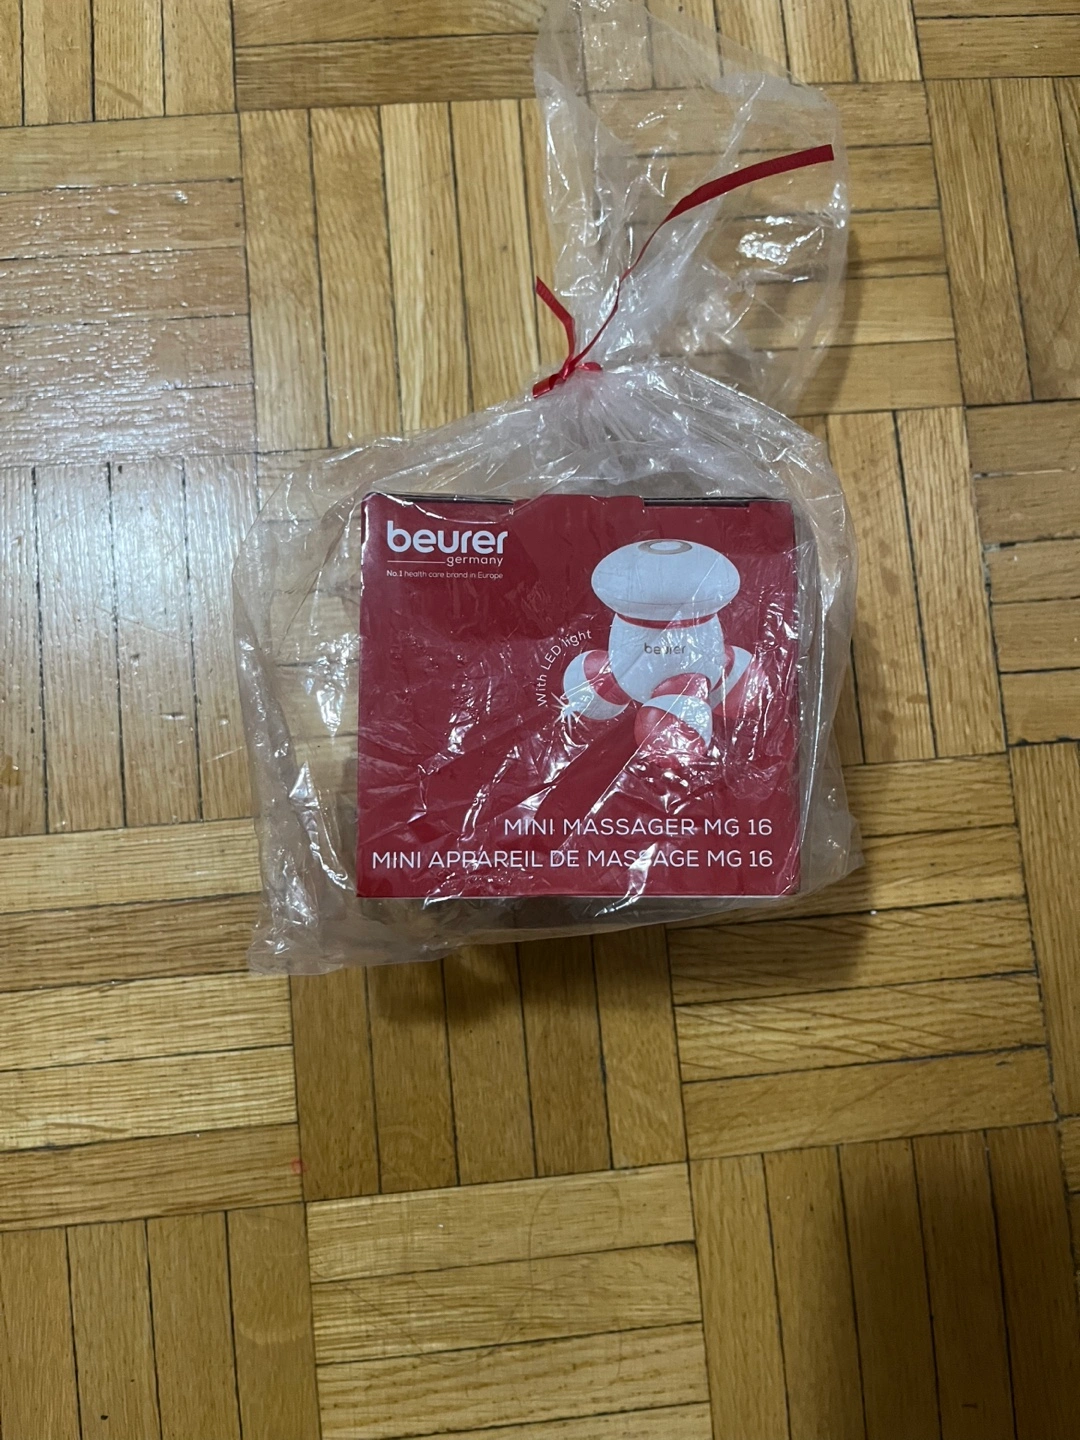 beurer
germany
No.1 health care brand in Europe
With LED light
beurer
MINI MASSAGER MG 16
MINI APPAREIL DE MASSAGE MG 16